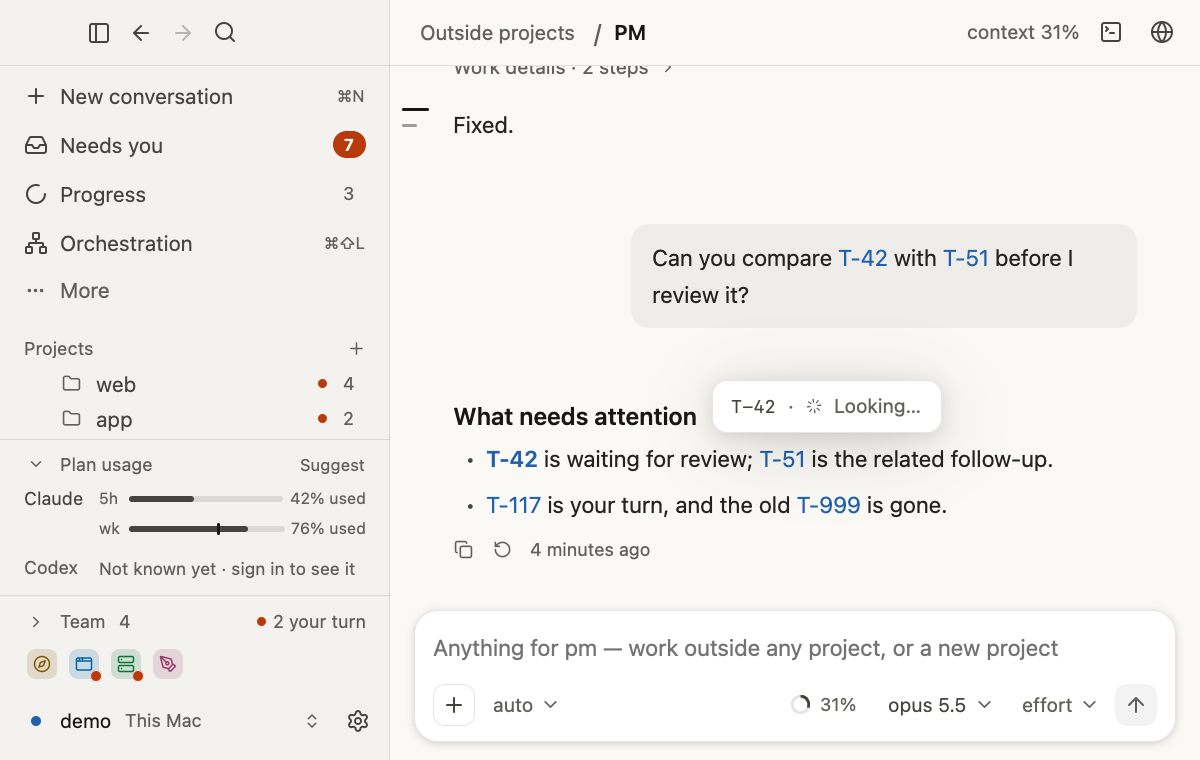 New conversation ⌘N
Needs you 7
Progress 3
Orchestration ⌘⇧L
More
Projects
web 4
app 2
Plan usage Suggest
Claude 5h 42% used
wk 76% used
Codex Not known yet · sign in to see it
Team 4 2 your turn
demo This Mac
Outside projects / PM context 31%
Work details · 2 steps
Fixed.
Can you compare T-42 with T-51 before I
review it?
T-42 · Looking...
What needs attention
• T-42 is waiting for review; T-51 is the related follow-up.
• T-117 is your turn, and the old T-999 is gone.
4 minutes ago
Anything for pm — work outside any project, or a new project
auto 31% opus 5.5 effort